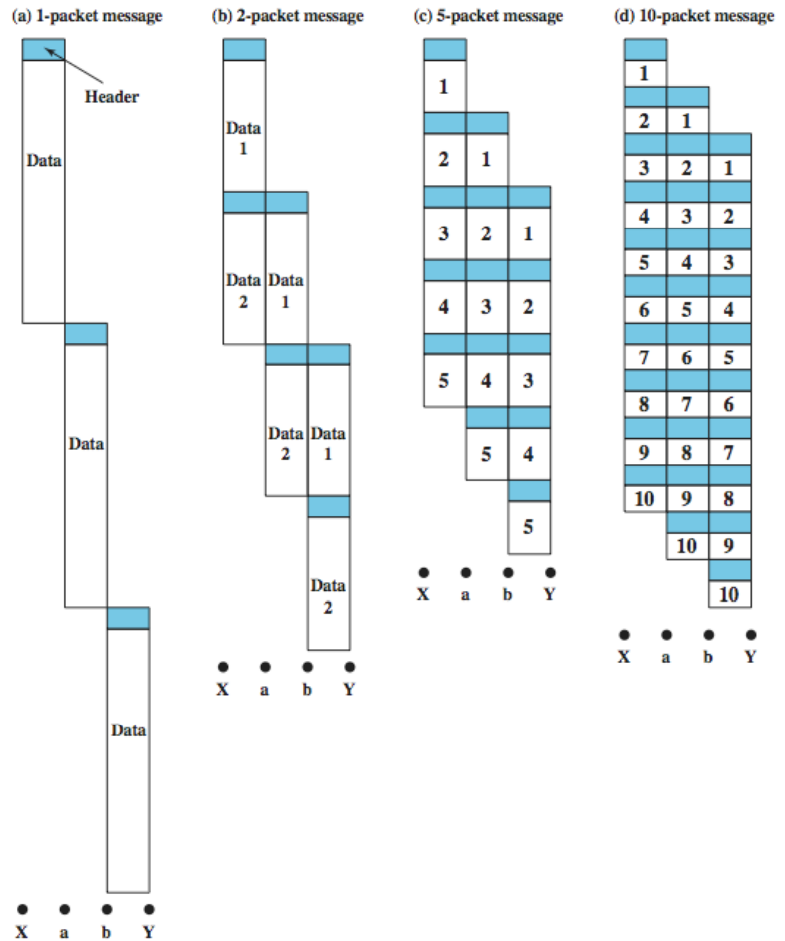 (a) 1-packet message
Header
Data
Data
Data
X a b Y
(b) 2-packet message
Data
1
Data Data
2 1
Data Data
2 1
Data
2
X a b Y
(c) 5-packet message
1
2 1
3 2 1
4 3 2
5 4 3
5 4
5
X a b Y
(d) 10-packet message
1
2 1
3 2 1
4 3 2
5 4 3
6 5 4
7 6 5
8 7 6
9 8 7
10 9 8
10 9
10
X a b Y